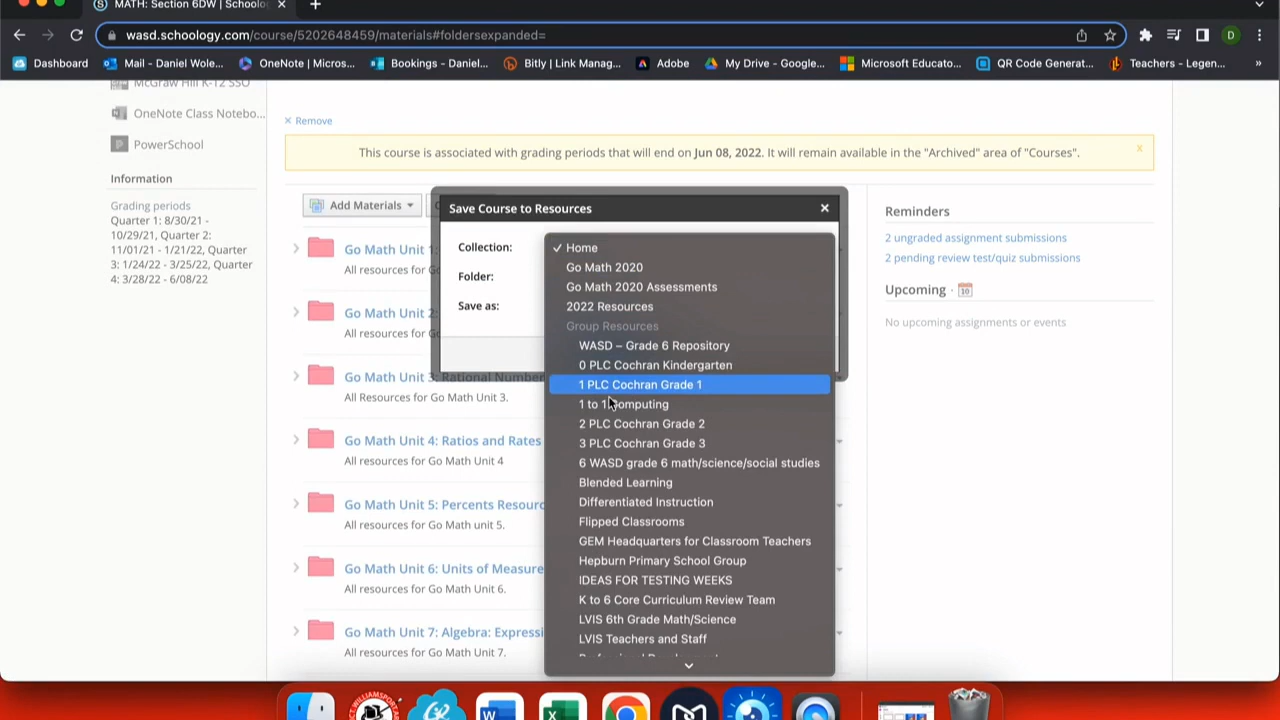 MATH: Section 6DW | Schoolo
wasd.schoology.com/course/5202648459/materials#foldersexpanded=
D
Dashboard
Mail - Daniel Wole...
OneNote | Micros...
Bookings - Daniel...
Bitly | Link Manag...
Adobe
My Drive - Google...
Microsoft Educato...
QR Code Generat...
Teachers - Legen...
»
McGraw Hill K-12 SSO
OneNote Class Notebo...
PowerSchool
Information
Grading periods
Quarter 1: 8/30/21 -
10/29/21, Quarter 2:
11/01/21 - 1/21/22, Quarter
3: 1/24/22 - 3/25/22, Quarter
4: 3/28/22 - 6/08/22
× Remove
This course is associated with grading periods that will end on Jun 08, 2022. It will remain available in the "Archived" area of "Courses".
Add Materials
Go Math Unit 1
All resources for G
Go Math Unit 2:
All resources for G
Go Math Unit 3: Rational Number
All Resources for Go Math Unit 3.
Go Math Unit 4: Ratios and Rates
All resources for Go Math Unit 4
Go Math Unit 5: Percents Resourc
All resources for Go Math unit 5.
Go Math Unit 6: Units of Measure
All resources for Go Math Unit 6.
Go Math Unit 7: Algebra: Expressi
All resources for Go Math Unit 7.
Save Course to Resources
Collection:
Folder:
Save as:
✓ Home
Go Math 2020
Go Math 2020 Assessments
2022 Resources
Group Resources
WASD – Grade 6 Repository
0 PLC Cochran Kindergarten
1 PLC Cochran Grade 1
1 to 1 Computing
2 PLC Cochran Grade 2
3 PLC Cochran Grade 3
6 WASD grade 6 math/science/social studies
Blended Learning
Differentiated Instruction
Flipped Classrooms
GEM Headquarters for Classroom Teachers
Hepburn Primary School Group
IDEAS FOR TESTING WEEKS
K to 6 Core Curriculum Review Team
LVIS 6th Grade Math/Science
LVIS Teachers and Staff
Reminders
2 ungraded assignment submissions
2 pending review test/quiz submissions
Upcoming ·
No upcoming assignments or events